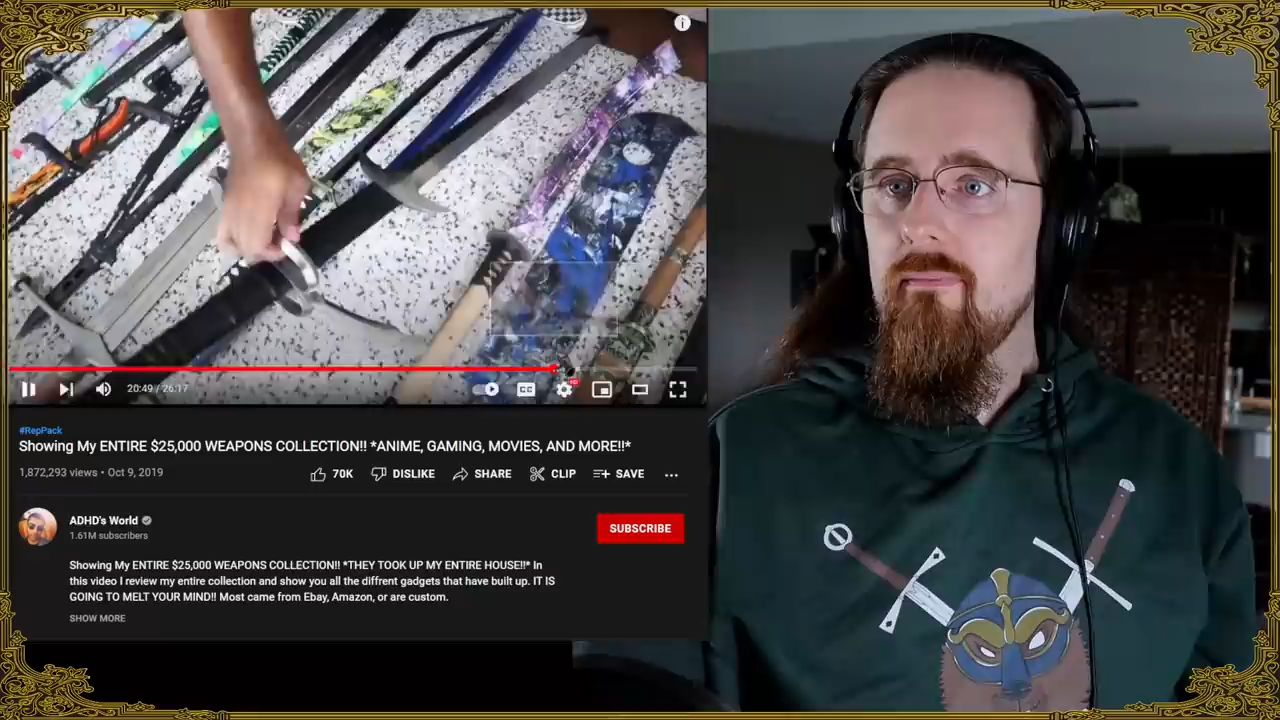 20:49 / 26:17
CC
HD
#RepPack
Showing My ENTIRE $25,000 WEAPONS COLLECTION!! *ANIME, GAMING, MOVIES, AND MORE!!*
1,872,293 views • Oct 9, 2019
70K DISLIKE SHARE CLIP SAVE ...
ADHD's World
1.61M subscribers
SUBSCRIBE
Showing My ENTIRE $25,000 WEAPONS COLLECTION!! *THEY TOOK UP MY ENTIRE HOUSE!!* In
this video I review my entire collection and show you all the diffrent gadgets that have built up. IT IS
GOING TO MELT YOUR MIND!! Most came from Ebay, Amazon, or are custom.
SHOW MORE